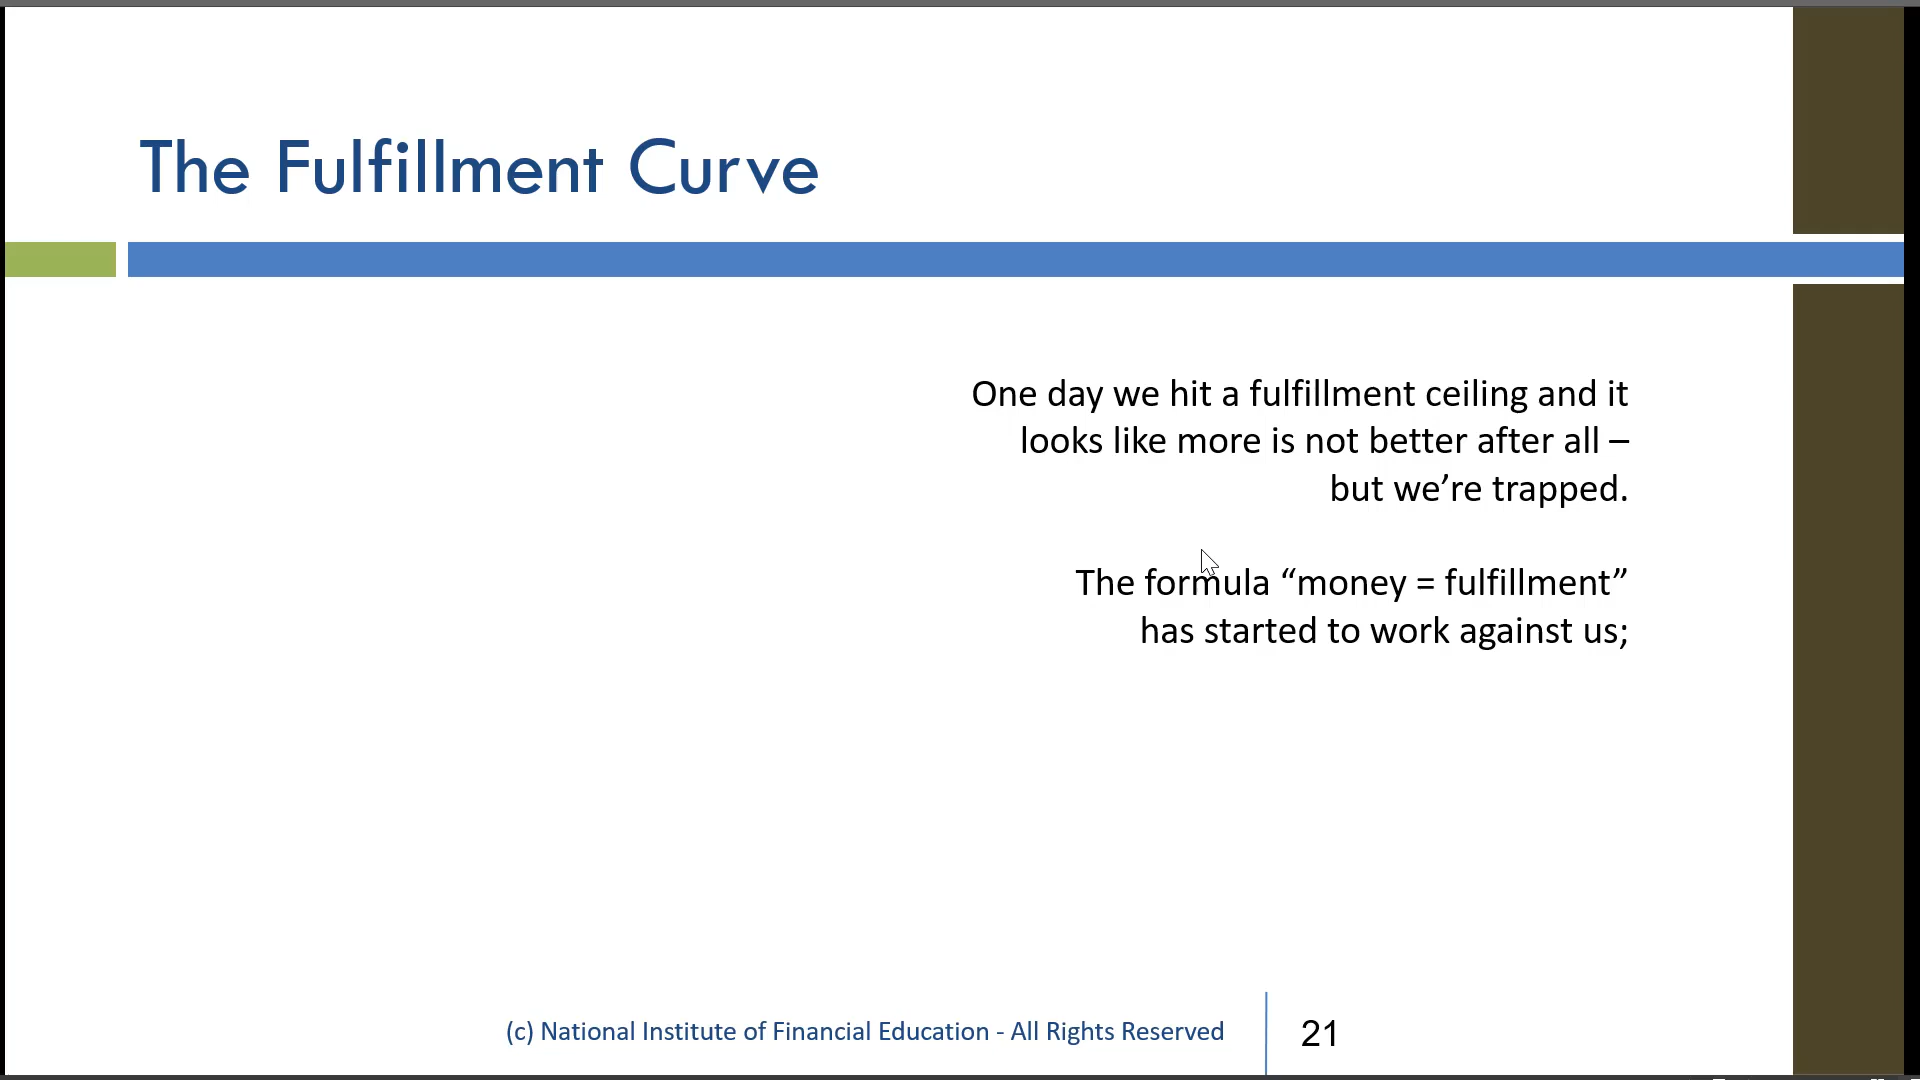 The Fulfillment Curve
One day we hit a fulfillment ceiling and it
looks like more is not better after all –
but we’re trapped.
The formula “money = fulfillment”
has started to work against us;
(c) National Institute of Financial Education - All Rights Reserved
21